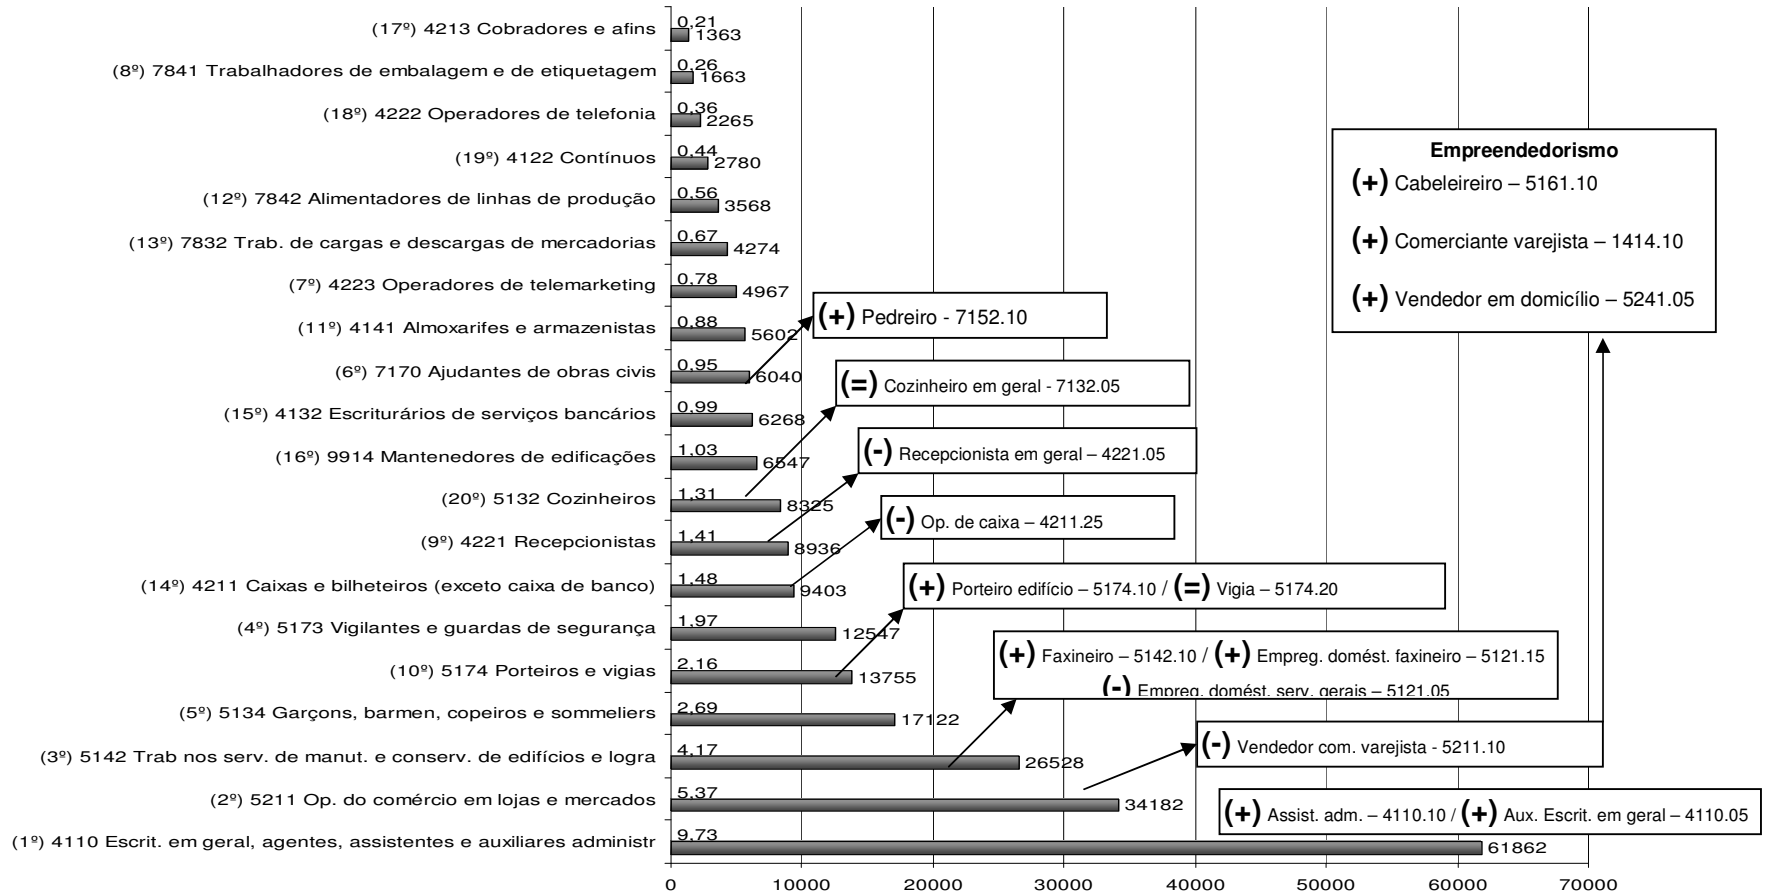 (17º) 4213 Cobradores e afins
0,21
1363
(8º) 7841 Trabalhadores de embalagem e de etiquetagem
0,26
1663
(18º) 4222 Operadores de telefonia
0,36
2265
(19º) 4122 Contínuos
0,44
2780
(12º) 7842 Alimentadores de linhas de produção
0,56
3568
(13º) 7832 Trab. de cargas e descargas de mercadorias
0,67
4274
(7º) 4223 Operadores de telemarketing
0,78
4967
(11º) 4141 Almoxarifes e armazenistas
0,88
5602
(6º) 7170 Ajudantes de obras civis
0,95
6040
(15º) 4132 Escriturários de serviços bancários
0,99
6268
(16º) 9914 Mantenedores de edificações
1,03
6547
(20º) 5132 Cozinheiros
1,31
8325
(9º) 4221 Recepcionistas
1,41
8936
(14º) 4211 Caixas e bilheteiros (exceto caixa de banco)
1,48
9403
(4º) 5173 Vigilantes e guardas de segurança
1,97
12547
(10º) 5174 Porteiros e vigias
2,16
13755
(5º) 5134 Garçons, barmen, copeiros e sommeliers
2,69
17122
(3º) 5142 Trab nos serv. de manut. e conserv. de edifícios e logra
4,17
26528
(2º) 5211 Op. do comércio em lojas e mercados
5,37
34182
(1º) 4110 Escrit. em geral, agentes, assistentes e auxiliares administr
9,73
61862
0 10000 20000 30000 40000 50000 60000 70000
Empreendedorismo
(+) Cabeleireiro – 5161.10
(+) Comerciante varejista – 1414.10
(+) Vendedor em domicílio – 5241.05
(+) Pedreiro - 7152.10
(=) Cozinheiro em geral - 7132.05
(-) Recepcionista em geral – 4221.05
(-) Op. de caixa – 4211.25
(+) Porteiro edifício – 5174.10 / (=) Vigia – 5174.20
(+) Faxineiro – 5142.10 / (+) Empreg. domést. faxineiro – 5121.15
(-) Empreg. domést. serv. gerais – 5121.05
(-) Vendedor com. varejista - 5211.10
(+) Assist. adm. – 4110.10 / (+) Aux. Escrit. em geral – 4110.05